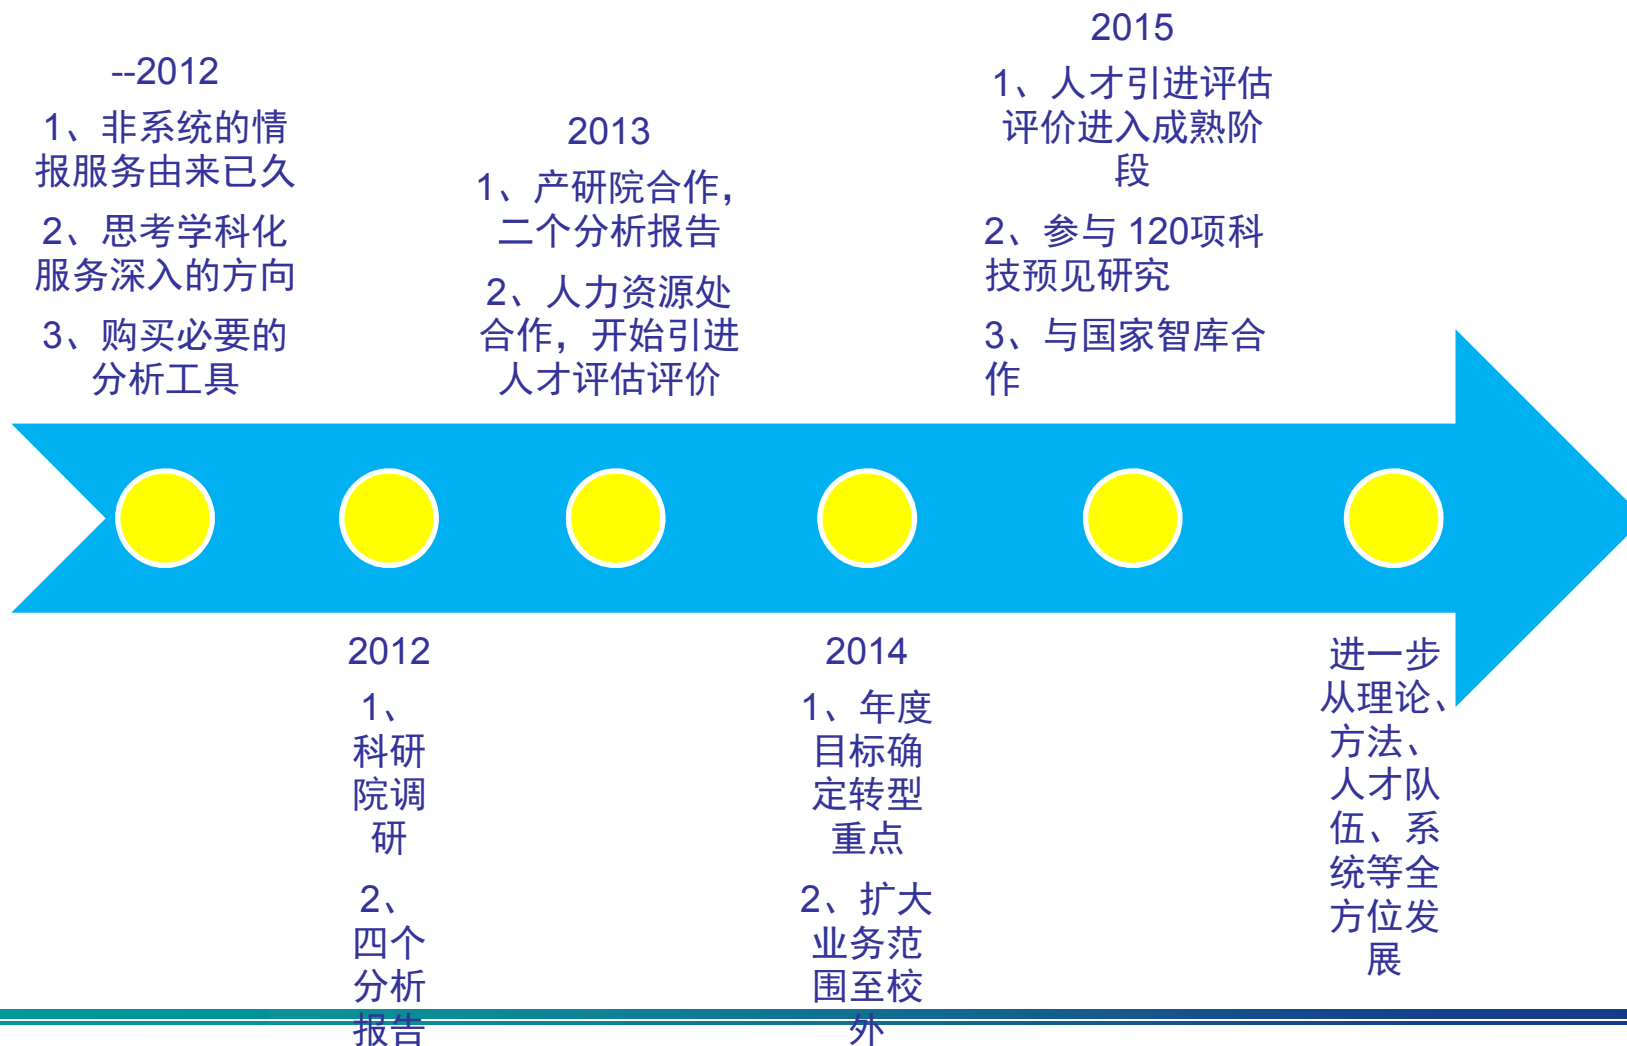 --2012
1、非系统的情
报服务由来已久
2、思考学科化
服务深入的方向
3、购买必要的
分析工具
2012
1、
科研
院调
研
2、
四个
分析
报告
2013
1、产研院合作,
二个分析报告
2、人力资源处
合作，开始引进
人才评估评价
2014
1、年度
目标确
定转型
重点
2、扩大
业务范
围至校
外
2015
1、人才引进评估
评价进入成熟阶
段
2、参与 120项科
技预见研究
3、与国家智库合
作
进一步
从理论、
方法、
人才队
伍、系
统等全
方位发
展